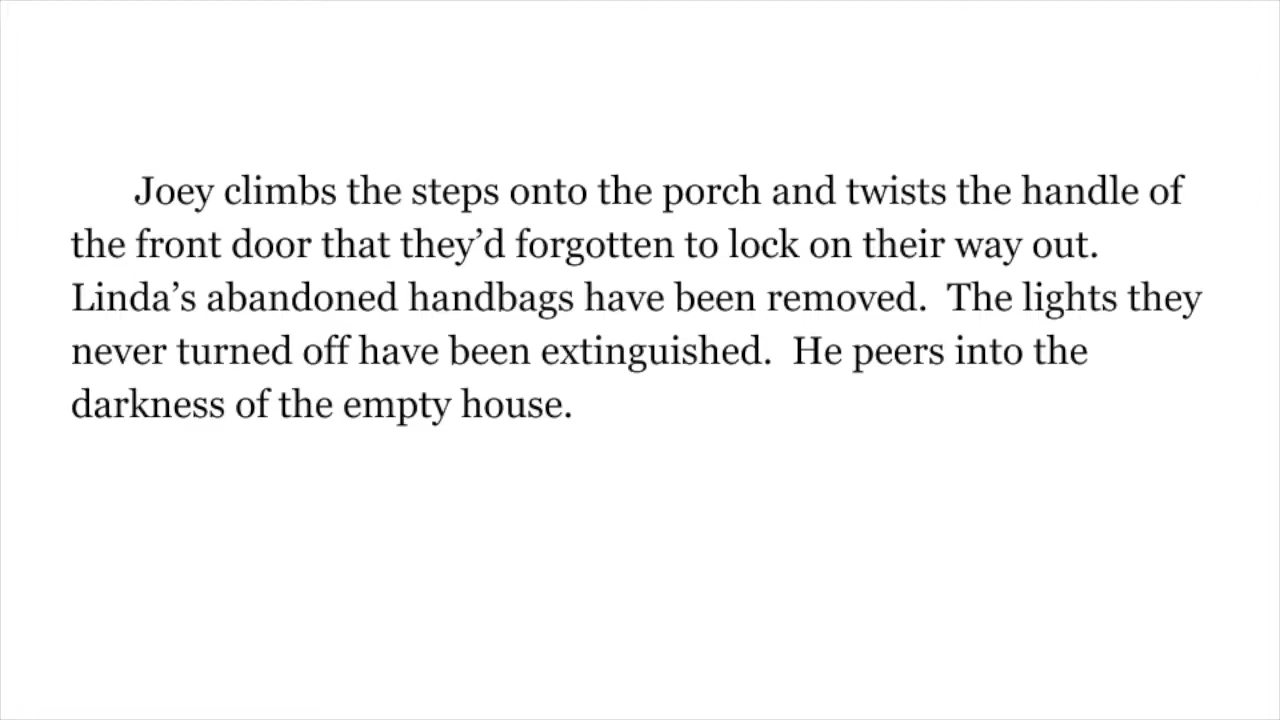 Joey climbs the steps onto the porch and twists the handle of
the front door that they’d forgotten to lock on their way out.
Linda’s abandoned handbags have been removed.  The lights they
never turned off have been extinguished.  He peers into the
darkness of the empty house.